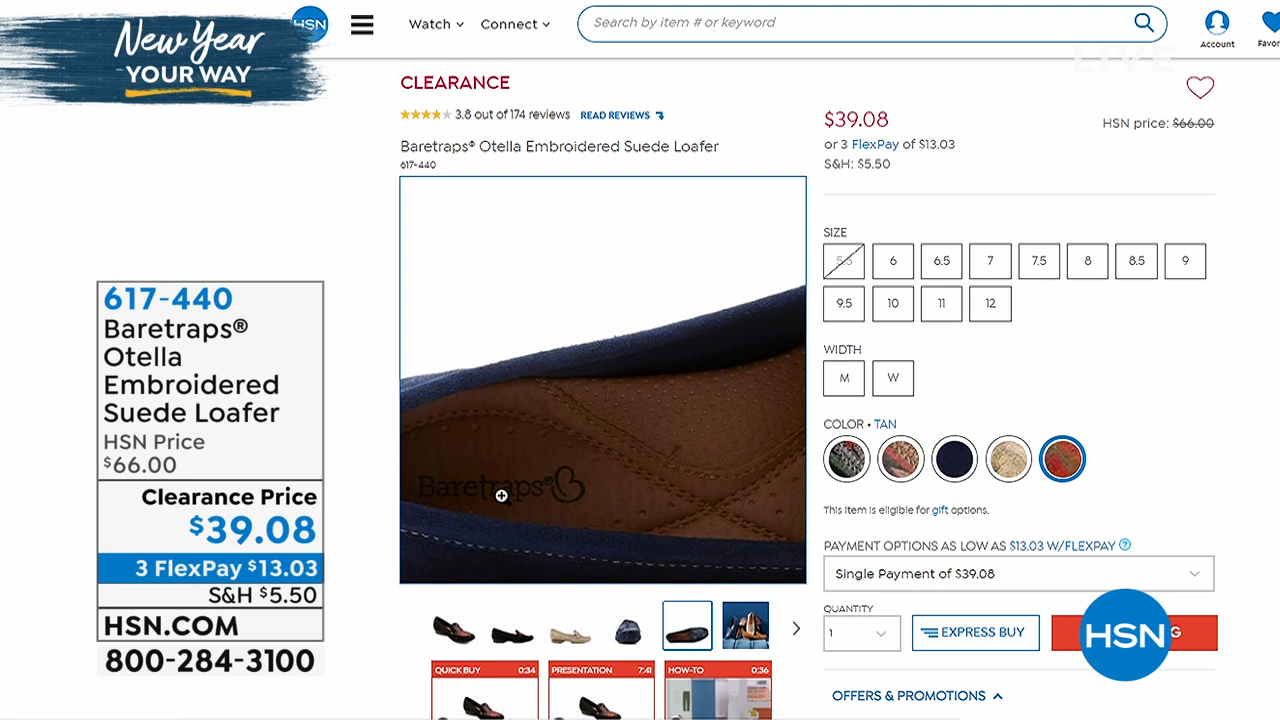 New Year
YOUR WAY
HSN
Watch
Connect
Search by item # or keyword
Account
LIVE
CLEARANCE
3.8 out of 174 reviews READ REVIEWS
Baretraps® Otella Embroidered Suede Loafer
617-440
$39.08
HSN price: $66.00
or 3 FlexPay of $13.03
S&H: $5.50
SIZE
5.5 6 6.5 7 7.5 8 8.5 9
9.5 10 11 12
WIDTH
M W
COLOR • TAN
This item is eligible for gift options.
PAYMENT OPTIONS AS LOW AS $13.03 W/FLEXPAY ?
Single Payment of $39.08
QUANTITY
1
EXPRESS BUY
HSN
G
OFFERS & PROMOTIONS
Baretraps®
QUICK BUY 0:34
PRESENTATION 7:41
HOW-TO 0:36
617-440
Baretraps®
Otella
Embroidered
Suede Loafer
HSN Price
$66.00
Clearance Price
$39.08
3 FlexPay $13.03
S&H $5.50
HSN.COM
800-284-3100